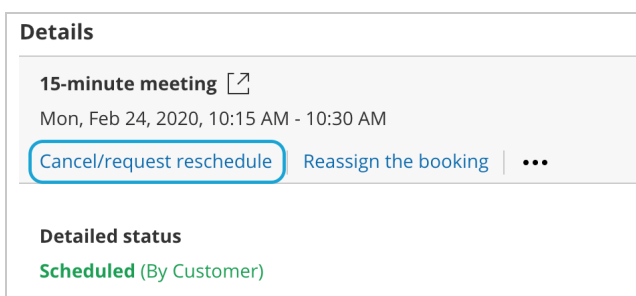 Details
15-minute meeting
Mon, Feb 24, 2020, 10:15 AM - 10:30 AM
Cancel/request reschedule | Reassign the booking | •••
Detailed status
Scheduled (By Customer)